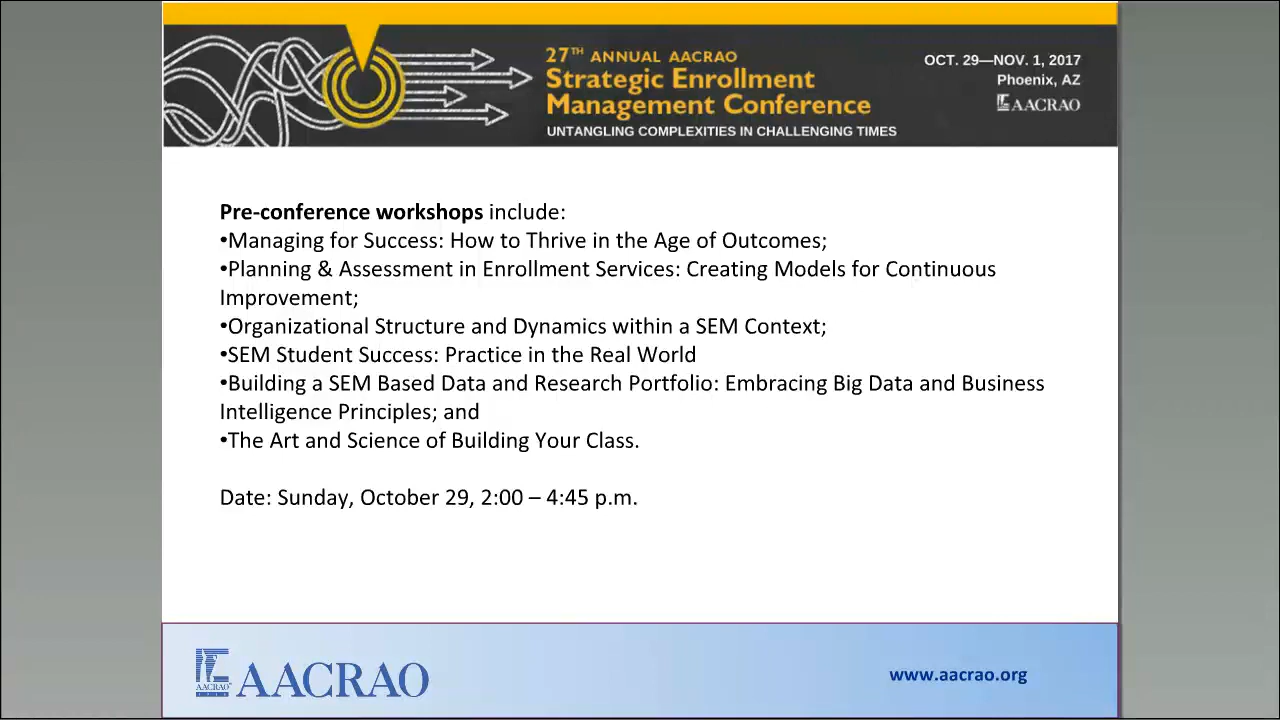 27TH ANNUAL AACRAO
Strategic Enrollment
Management Conference
UNTANGLING COMPLEXITIES IN CHALLENGING TIMES
OCT. 29—NOV. 1, 2017
Phoenix, AZ
AACRAO
Pre-conference workshops include:
•Managing for Success: How to Thrive in the Age of Outcomes;
•Planning & Assessment in Enrollment Services: Creating Models for Continuous
Improvement;
•Organizational Structure and Dynamics within a SEM Context;
•SEM Student Success: Practice in the Real World
•Building a SEM Based Data and Research Portfolio: Embracing Big Data and Business
Intelligence Principles; and
•The Art and Science of Building Your Class.
Date: Sunday, October 29, 2:00 – 4:45 p.m.
AACRAO
AACRAO
www.aacrao.org